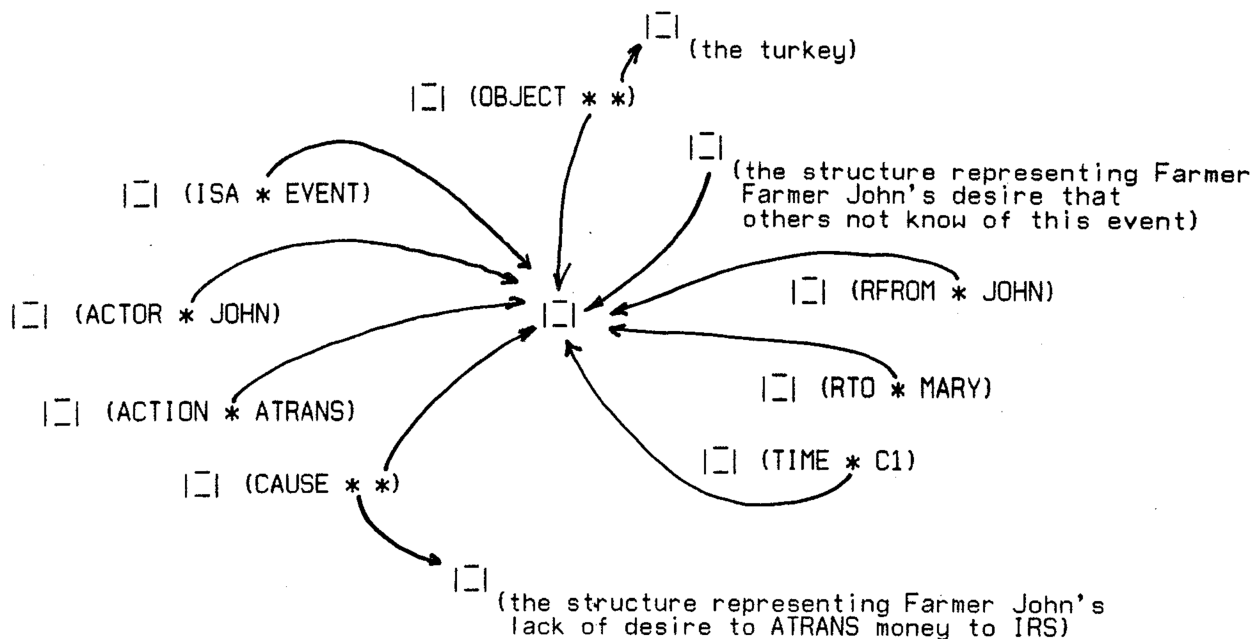 (the turkey)
(OBJECT * *)
(the structure representing Farmer
Farmer John's desire that
others not know of this event)
(ISA * EVENT)
(RFROM * JOHN)
(ACTOR * JOHN)
(RTO * MARY)
(ACTION * ATRANS)
(TIME * C1)
(CAUSE * *)
(the structure representing Farmer John's
lack of desire to ATRANS money to IRS)